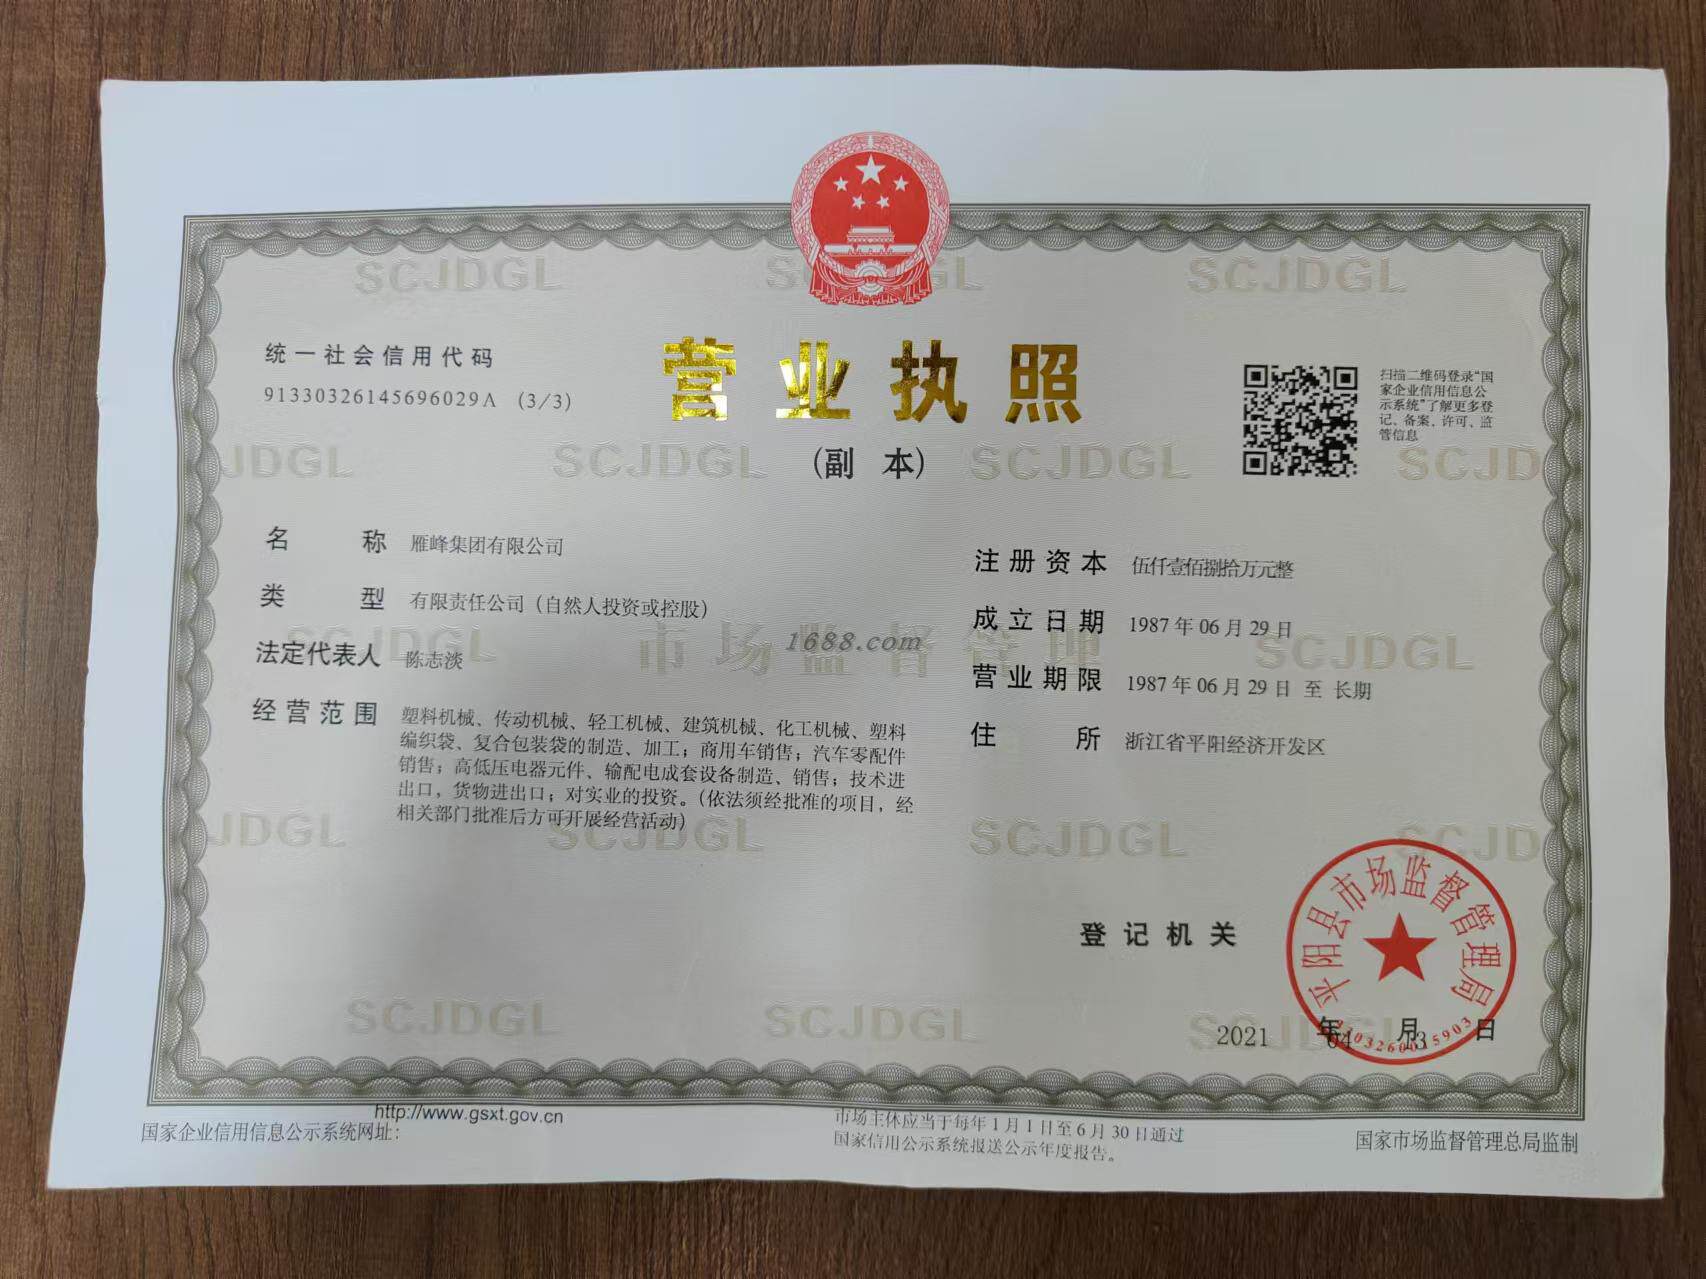 统一社会信用代码
91330326145696029A (3/3)
营业执照
(副 本)
扫描二维码登录“国
家企业信用信息公
示系统”了解更多登
记、备案、许可、监
管信息
名 称 雁峰集团有限公司
类 型 有限责任公司（自然人投资或控股）
法定代表人 陈志淡
经营范围 塑料机械、传动机械、轻工机械、建筑机械、化工机械、塑料
编织袋、复合包装袋的制造、加工；商用车销售；汽车零配件
销售；高低压电器元件、输配电成套设备制造、销售；技术进
出口，货物进出口；对实业的投资。（依法须经批准的项目，经
相关部门批准后方可开展经营活动）
注册资本 伍仟壹佰捌拾万元整
成立日期 1987年06月29日
营业期限 1987年06月29日 至 长期
住 所 浙江省平阳经济开发区
1688.com
市场监督管理
SCJDGL SCJDGL SCJDGL
JDGL SCJDGL SCJDGL SCJD
SCJDGL SCJDGL
JDGL SCJDGL SCJDGL SCJD
SCJDGL SCJDGL SCJDGL
登记机关
平阳县市场监督管理局
2021 年 04 月 13 日
http://www.gsxt.gov.cn
国家企业信用信息公示系统网址：
市场主体应当于每年1月1日至6月30日通过
国家信用公示系统报送公示年度报告。
国家市场监督管理总局监制